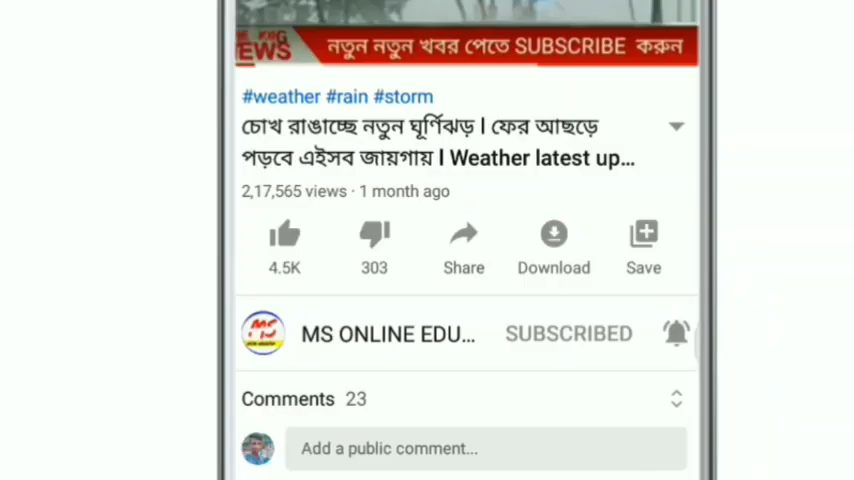 NEWS
নতুন নতুন খবর পেতে SUBSCRIBE করুন
#weather #rain #storm
চোখ রাঙাচ্ছে নতুন ঘূর্ণিঝড় l ফের আছড়ে
পড়বে এইসব জায়গায় l Weather latest up...
2,17,565 views · 1 month ago
4.5K 303 Share Download Save
MS
MS ONLINE EDU... SUBSCRIBED
Comments 23
Add a public comment...